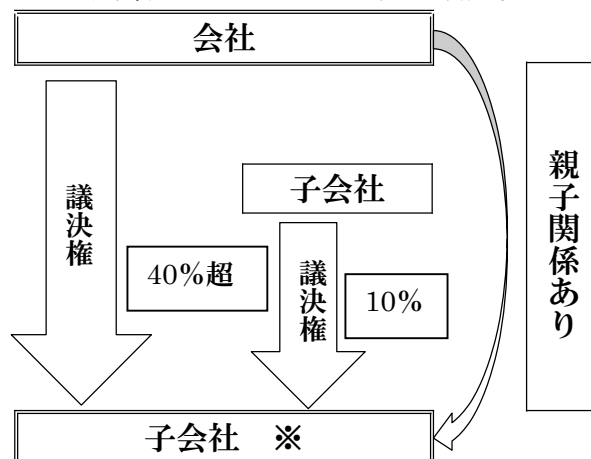 会社
議決権
子会社
40%超
議決権
10%
親子関係あり
子会社　※